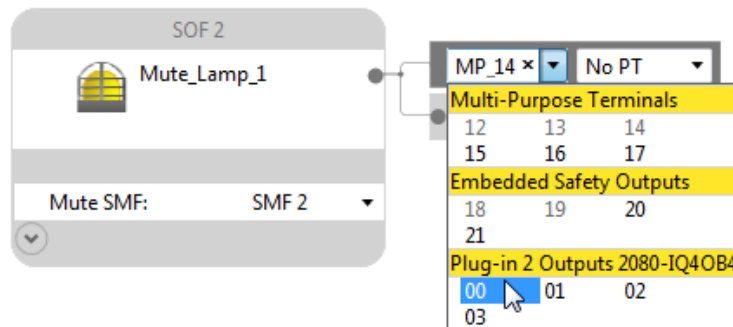 SOF 2
Mute_Lamp_1
MP_14 × No PT
Multi-Purpose Terminals
12 13 14
15 16 17
Embedded Safety Outputs
18 19 20
21
Plug-in 2 Outputs 2080-IQ4OB4
00 01 02
03
Mute SMF: SMF 2